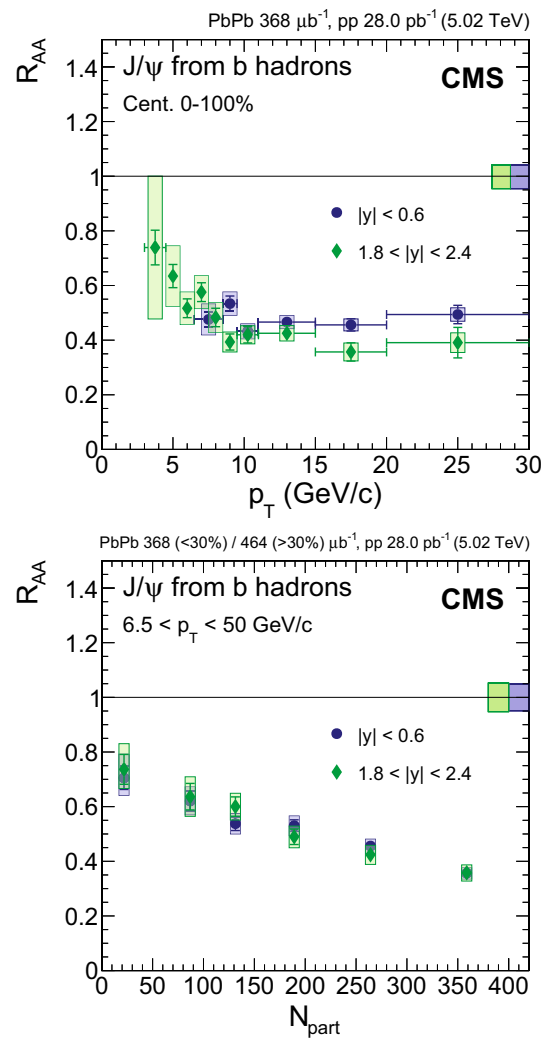 PbPb 368 μb⁻¹, pp 28.0 pb⁻¹ (5.02 TeV)
R_AA
J/ψ from b hadrons
CMS
Cent. 0-100%
|y| < 0.6
1.8 < |y| < 2.4
1.4
1.2
1
0.8
0.6
0.4
0.2
0
0 5 10 15 20 25 30
p_T (GeV/c)
PbPb 368 (<30%) / 464 (>30%) μb⁻¹, pp 28.0 pb⁻¹ (5.02 TeV)
R_AA
J/ψ from b hadrons
CMS
6.5 < p_T < 50 GeV/c
|y| < 0.6
1.8 < |y| < 2.4
1.4
1.2
1
0.8
0.6
0.4
0.2
0
0 50 100 150 200 250 300 350 400
N_part